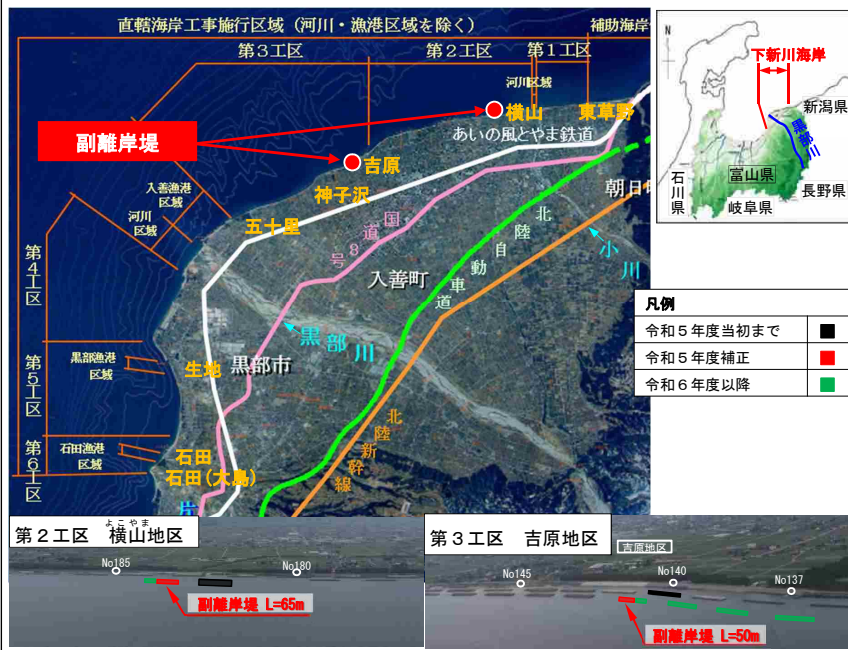 直轄海岸工事施行区域（河川・漁港区域を除く）
補助海岸
第３工区
第２工区
第１工区
河川区域
横山
東草野
あいの風とやま鉄道
副離岸堤
吉原
神子沢
入善漁港
区域
河川
区域
五十里
国道8号
北陸自動車道
朝日町
小川
入善町
第４工区
黒部川
黒部市
生地
黒部漁港
区域
第５工区
石田漁港
区域
第６工区
石田
石田(大島)
北陸新幹線
N
下新川海岸
新潟県
黒部川
富山県
石川県
岐阜県
長野県
凡例
令和５年度当初まで
令和５年度補正
令和６年度以降
よこやま
第２工区　横山地区
No185
No180
副離岸堤 L=65m
第３工区　吉原地区
吉原地区
No145
No140
No137
副離岸堤 L=50m